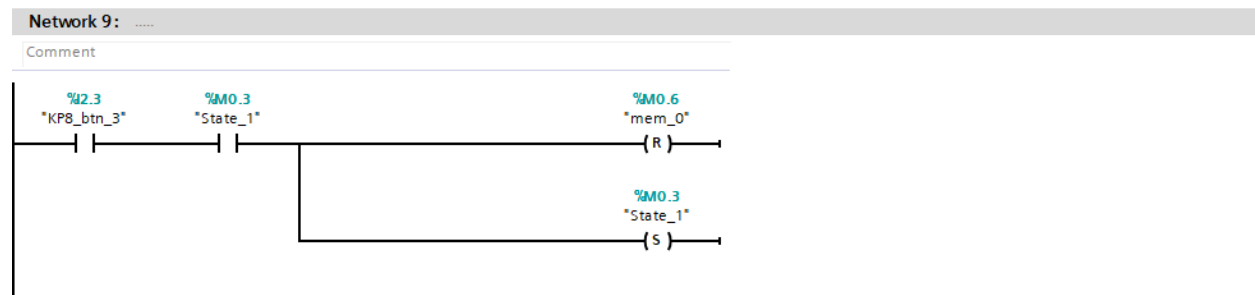 Network 9: .....
Comment
%I2.3 %M0.3 %M0.6
"KP8_btn_3" "State_1" "mem_0"
R
%M0.3
"State_1"
S